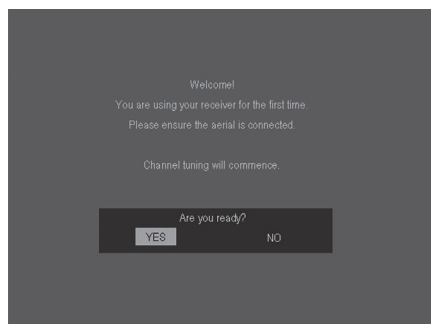 Welcome!
You are using your receiver for the first time.
Please ensure the aerial is connected.
Channel tuning will commence.
Are you ready?
YES NO